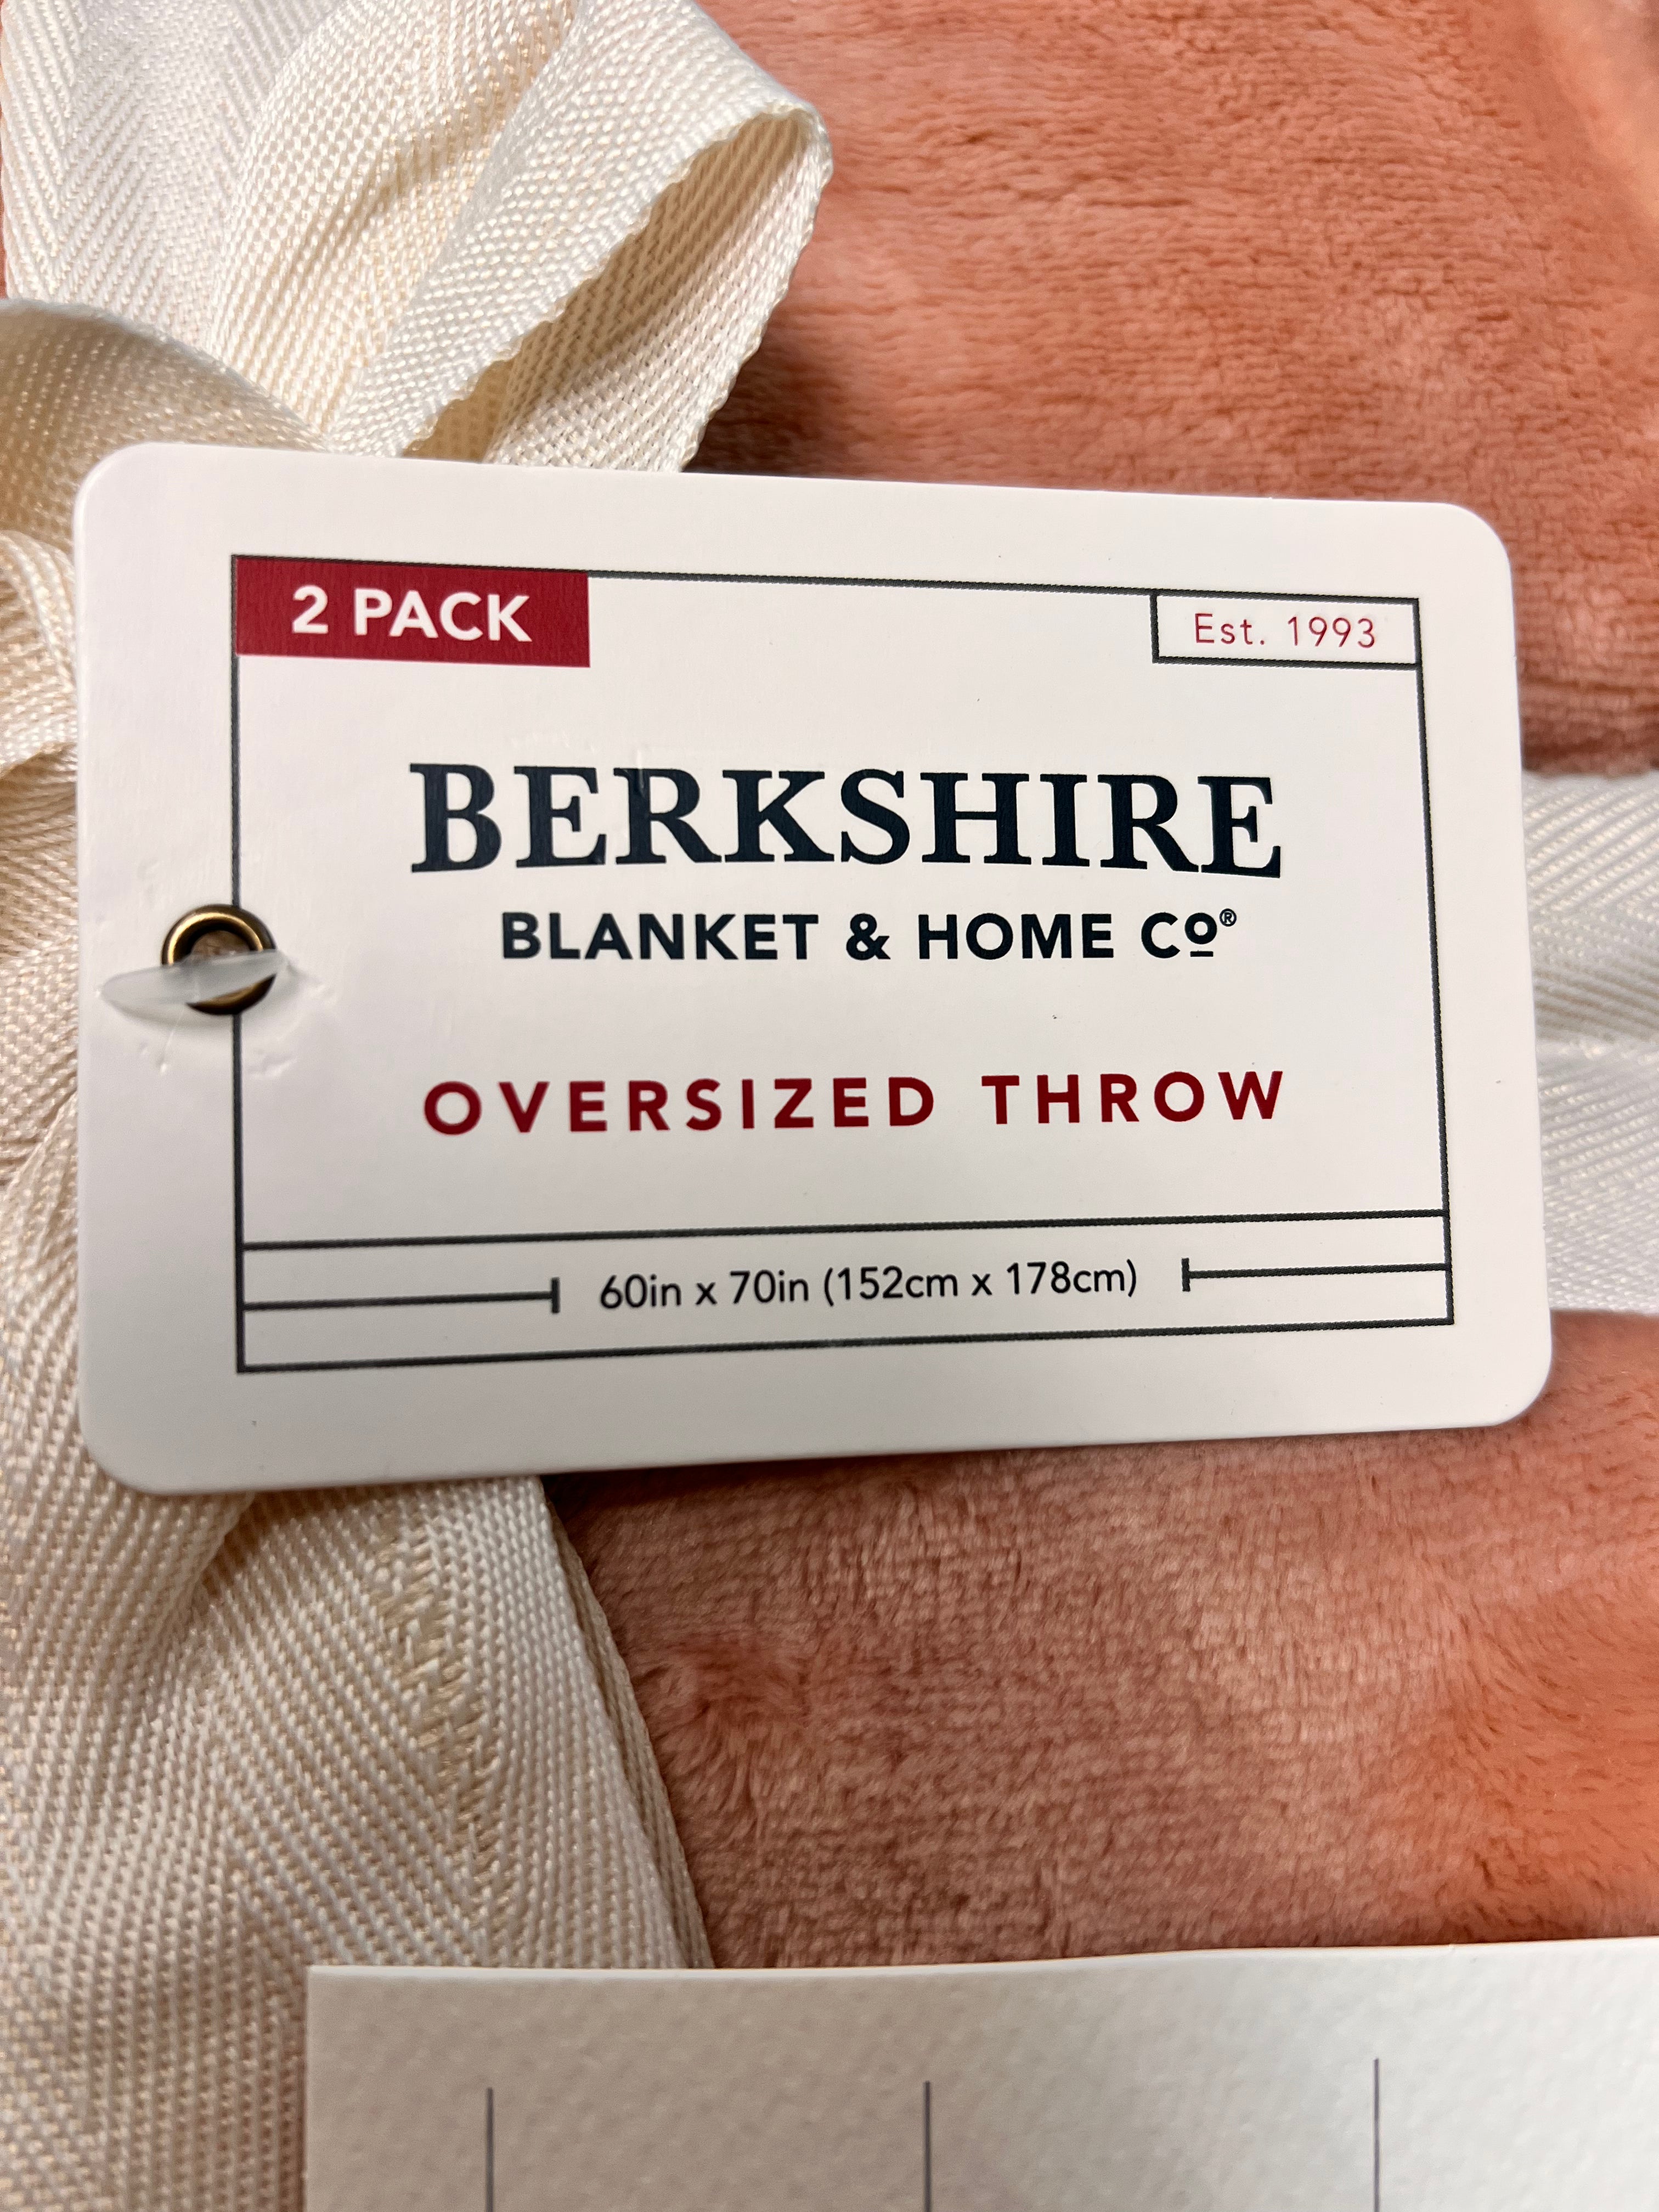 2 PACK
Est. 1993
BERKSHIRE
BLANKET & HOME Cº®
OVERSIZED THROW
60in x 70in (152cm x 178cm)